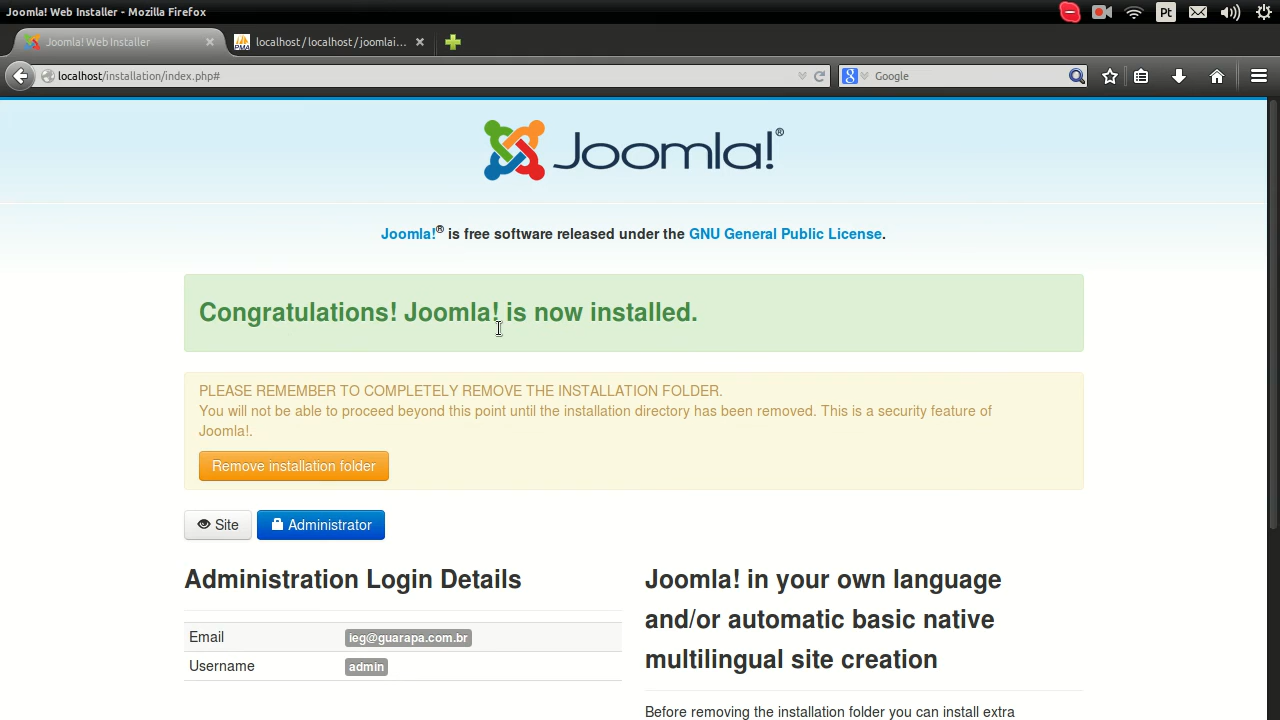 Joomla! Web Installer - Mozilla Firefox
Pt
Joomla! Web Installer
localhost / localhost / joomlai...
localhost/installation/index.php#
Google
Joomla!®
Joomla!® is free software released under the GNU General Public License.
Congratulations! Joomla! is now installed.
PLEASE REMEMBER TO COMPLETELY REMOVE THE INSTALLATION FOLDER.
You will not be able to proceed beyond this point until the installation directory has been removed. This is a security feature of
Joomla!.
Remove installation folder
Site
Administrator
Administration Login Details
Email ieg@guarapa.com.br
Username admin
Joomla! in your own language
and/or automatic basic native
multilingual site creation
Before removing the installation folder you can install extra